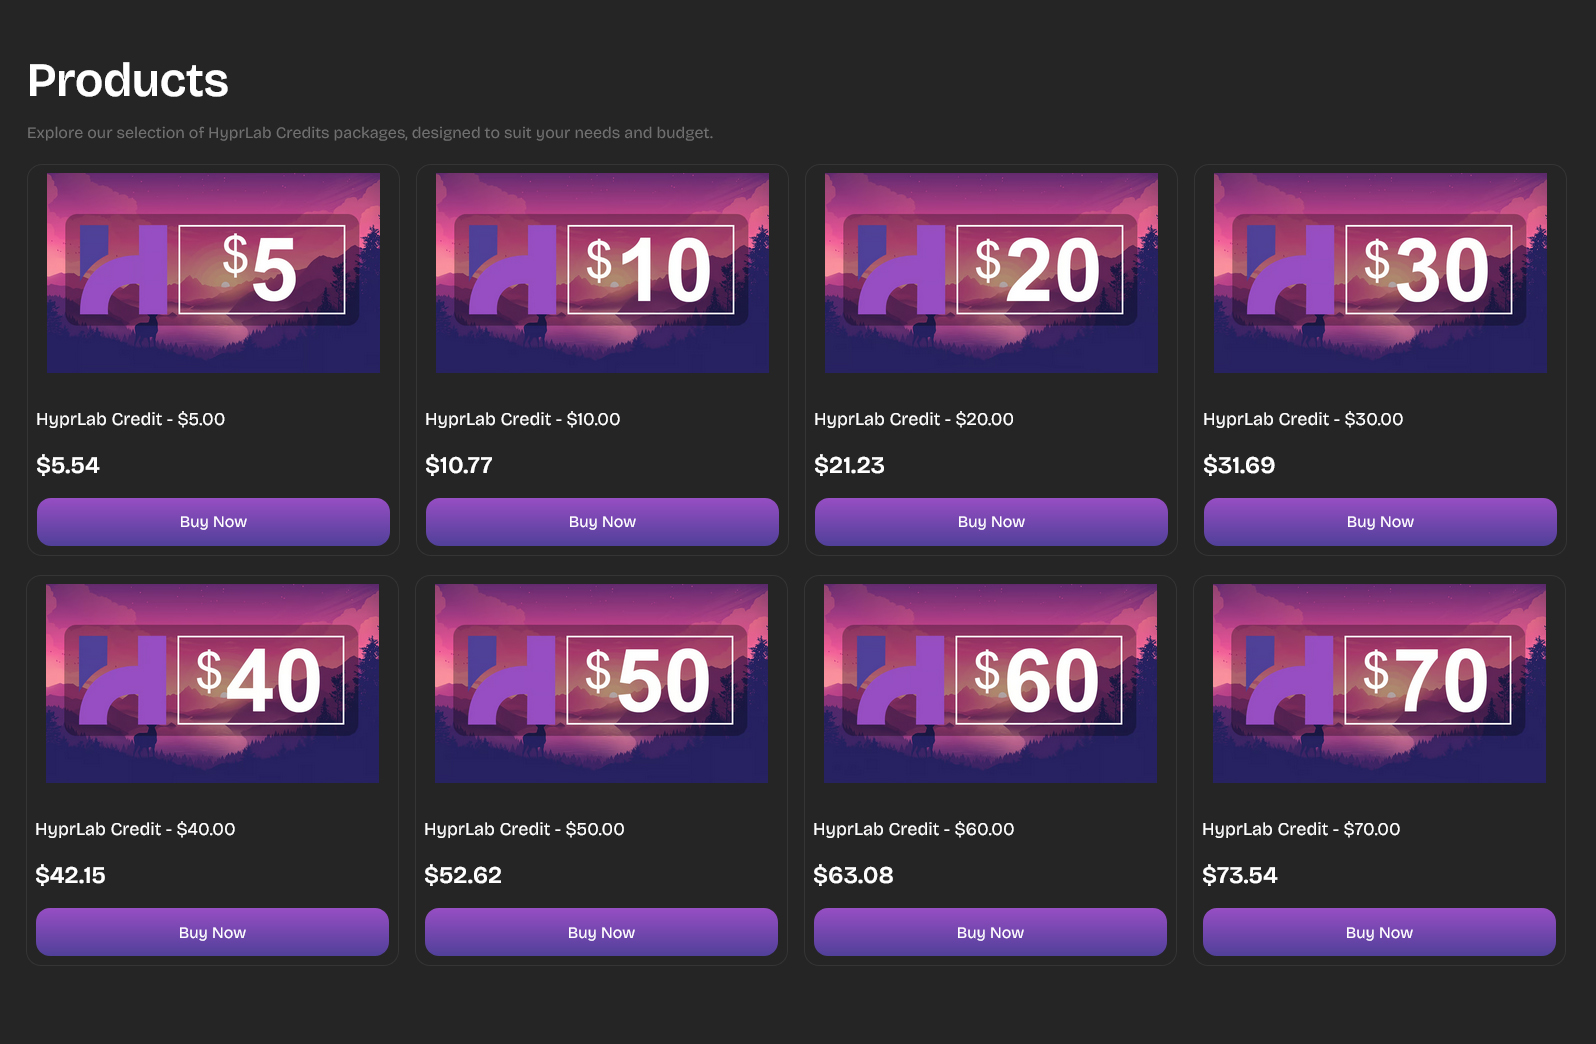 Products
Explore our selection of HyprLab Credits packages, designed to suit your needs and budget.
$5
$10
$20
$30
HyprLab Credit - $5.00
HyprLab Credit - $10.00
HyprLab Credit - $20.00
HyprLab Credit - $30.00
$5.54
$10.77
$21.23
$31.69
Buy Now
Buy Now
Buy Now
Buy Now
$40
$50
$60
$70
HyprLab Credit - $40.00
HyprLab Credit - $50.00
HyprLab Credit - $60.00
HyprLab Credit - $70.00
$42.15
$52.62
$63.08
$73.54
Buy Now
Buy Now
Buy Now
Buy Now